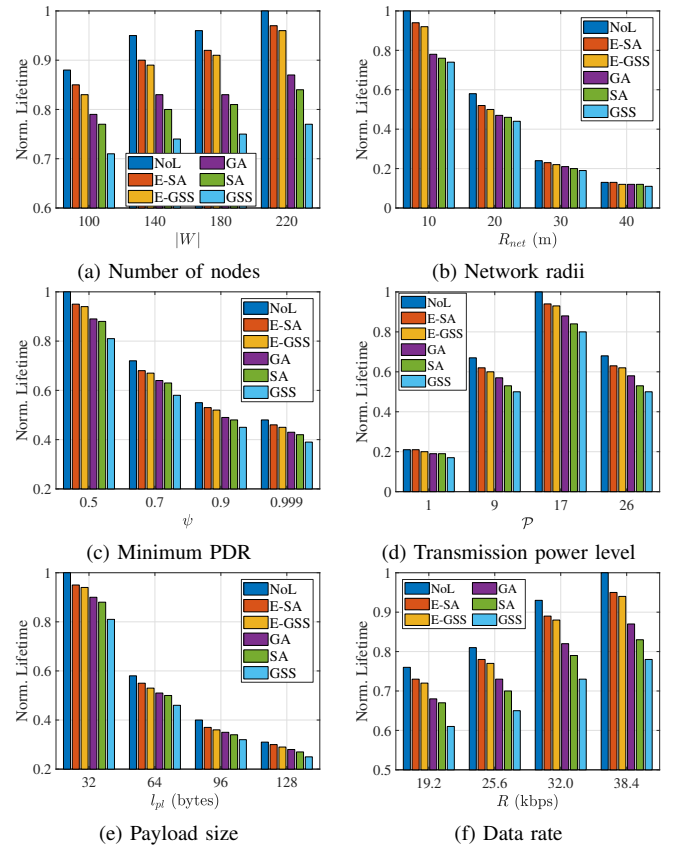 1
0.9
0.8
0.7
0.6
Norm. Lifetime
NoL
E-SA
E-GSS
GA
SA
GSS
100 140 180 220
|W|
(a) Number of nodes
1
0.8
0.6
0.4
0.2
0
Norm. Lifetime
NoL
E-SA
E-GSS
GA
SA
GSS
10 20 30 40
R_net (m)
(b) Network radii
1
0.8
0.6
0.4
0.2
Norm. Lifetime
NoL
E-SA
E-GSS
GA
SA
GSS
0.5 0.7 0.9 0.999
ψ
(c) Minimum PDR
1
0.8
0.6
0.4
0.2
0
Norm. Lifetime
NoL
E-SA
E-GSS
GA
SA
GSS
1 9 17 26
P
(d) Transmission power level
1
0.8
0.6
0.4
0.2
Norm. Lifetime
NoL
E-SA
E-GSS
GA
SA
GSS
32 64 96 128
l_pl (bytes)
(e) Payload size
1
0.9
0.8
0.7
0.6
0.5
Norm. Lifetime
NoL
E-SA
E-GSS
GA
SA
GSS
19.2 25.6 32.0 38.4
R (kbps)
(f) Data rate